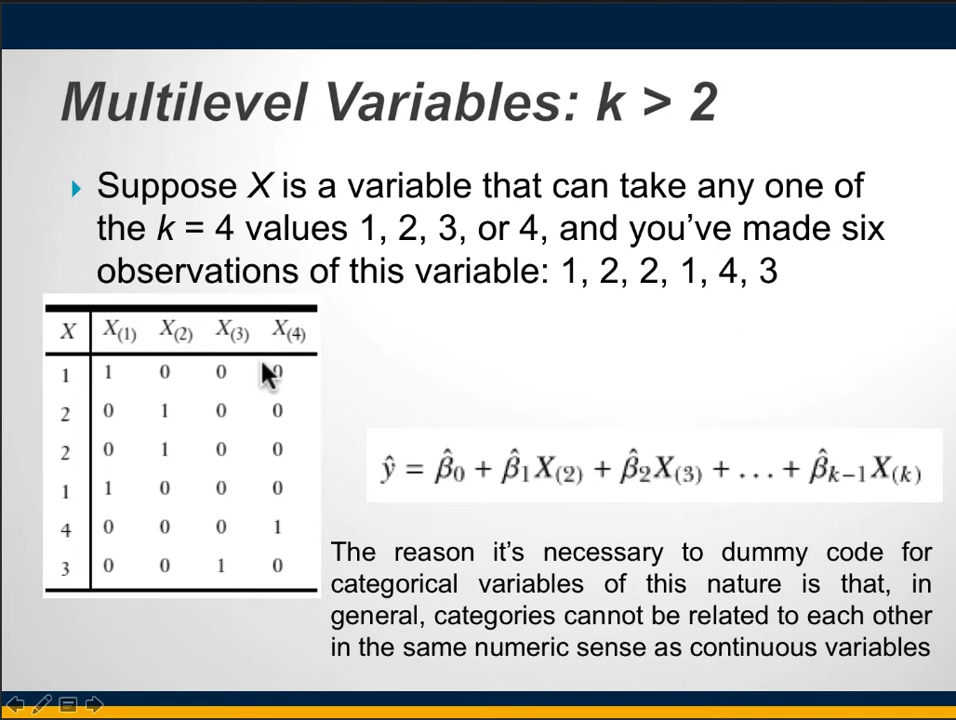 Multilevel Variables: k > 2
Suppose X is a variable that can take any one of
the k = 4 values 1, 2, 3, or 4, and you’ve made six
observations of this variable: 1, 2, 2, 1, 4, 3
X X(1) X(2) X(3) X(4)
1 1 0 0 0
2 0 1 0 0
2 0 1 0 0
1 1 0 0 0
4 0 0 0 1
3 0 0 1 0
ŷ = β̂0 + β̂1X(2) + β̂2X(3) + . . . + β̂k−1X(k)
The reason it’s necessary to dummy code for
categorical variables of this nature is that, in
general, categories cannot be related to each other
in the same numeric sense as continuous variables